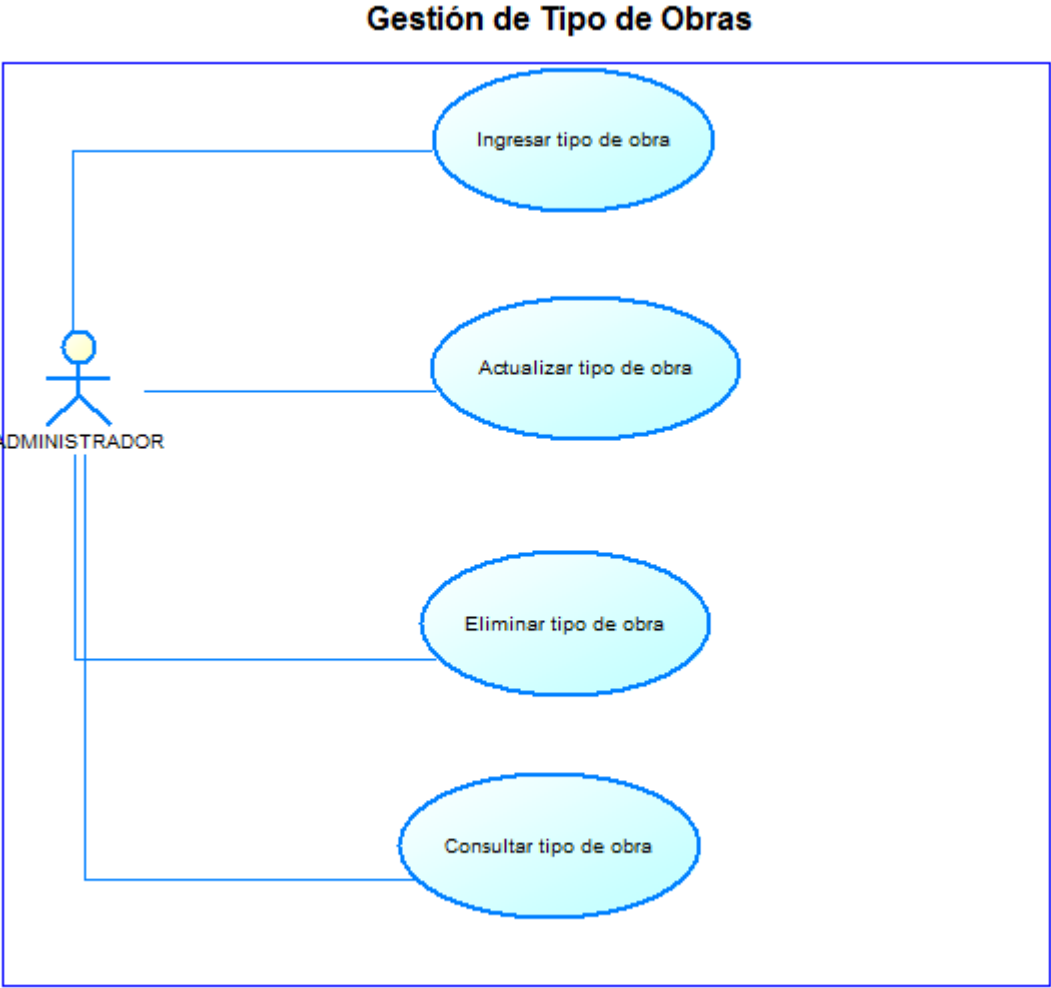 Gestión de Tipo de Obras
Ingresar tipo de obra
Actualizar tipo de obra
ADMINISTRADOR
Eliminar tipo de obra
Consultar tipo de obra